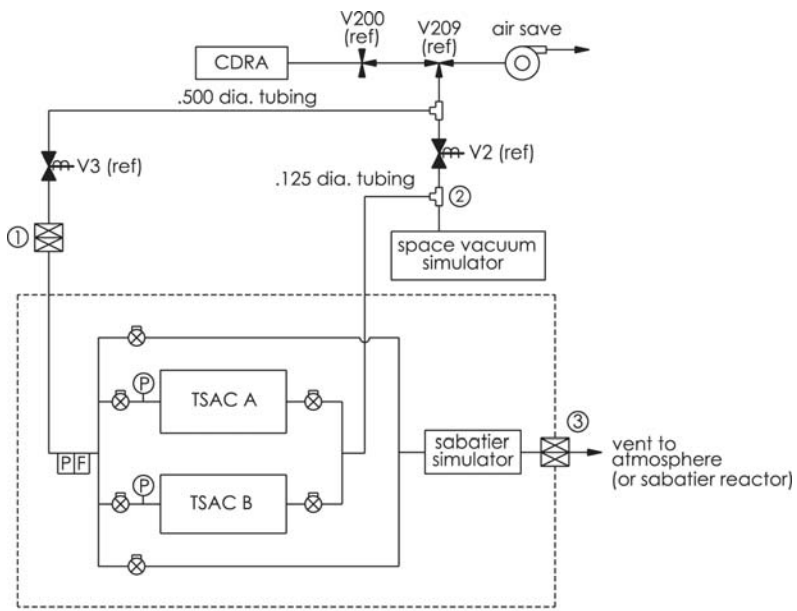 V200
(ref)
V209
(ref)
air save
CDRA
.500 dia. tubing
V3 (ref)
V2 (ref)
.125 dia. tubing
2
1
space vacuum
simulator
P
TSAC A
3
sabatier
simulator
vent to
atmosphere
(or sabatier reactor)
P F
P
TSAC B